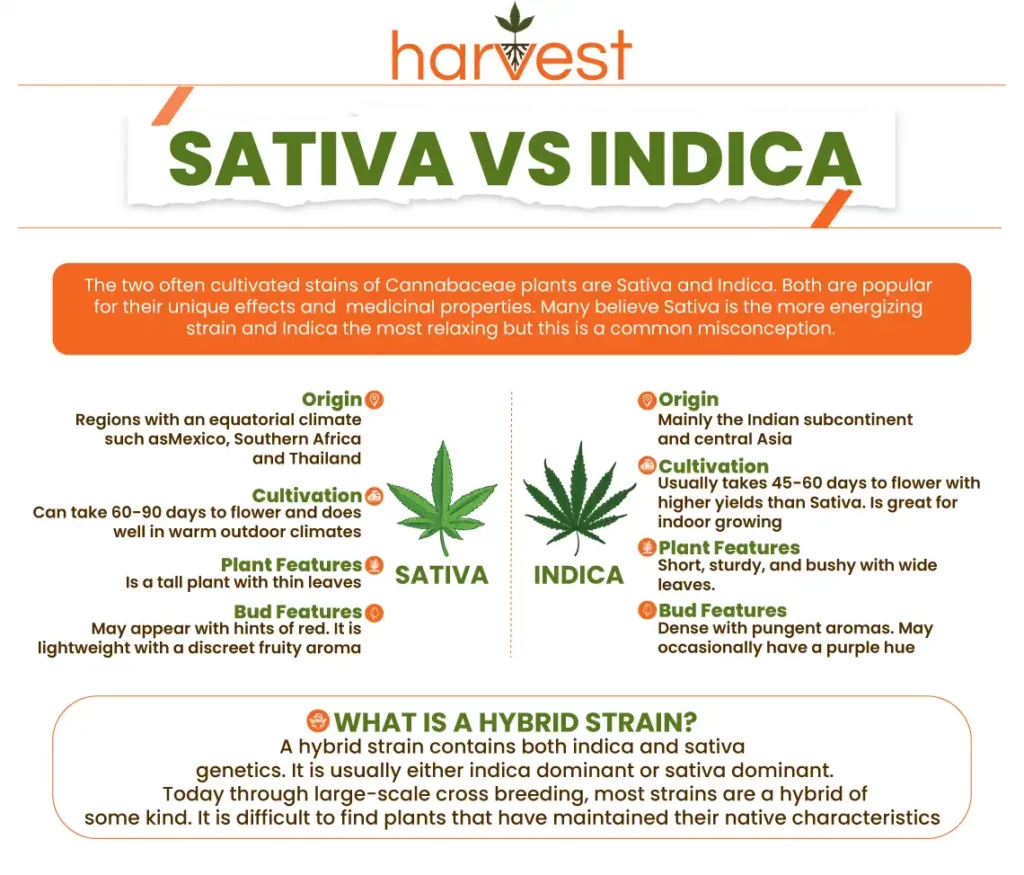 harvest
SATIVA VS INDICA
The two often cultivated stains of Cannabaceae plants are Sativa and Indica. Both are popular
for their unique effects and medicinal properties. Many believe Sativa is the more energizing
strain and Indica the most relaxing but this is a common misconception.
Origin
Regions with an equatorial climate
such asMexico, Southern Africa
and Thailand
Cultivation
Can take 60-90 days to flower and does
well in warm outdoor climates
Plant Features
Is a tall plant with thin leaves
Bud Features
May appear with hints of red. It is
lightweight with a discreet fruity aroma
SATIVA
INDICA
Origin
Mainly the Indian subcontinent
and central Asia
Cultivation
Usually takes 45-60 days to flower with
higher yields than Sativa. Is great for
indoor growing
Plant Features
Short, sturdy, and bushy with wide
leaves.
Bud Features
Dense with pungent aromas. May
occasionally have a purple hue
WHAT IS A HYBRID STRAIN?
A hybrid strain contains both indica and sativa
genetics. It is usually either indica dominant or sativa dominant.
Today through large-scale cross breeding, most strains are a hybrid of
some kind. It is difficult to find plants that have maintained their native characteristics